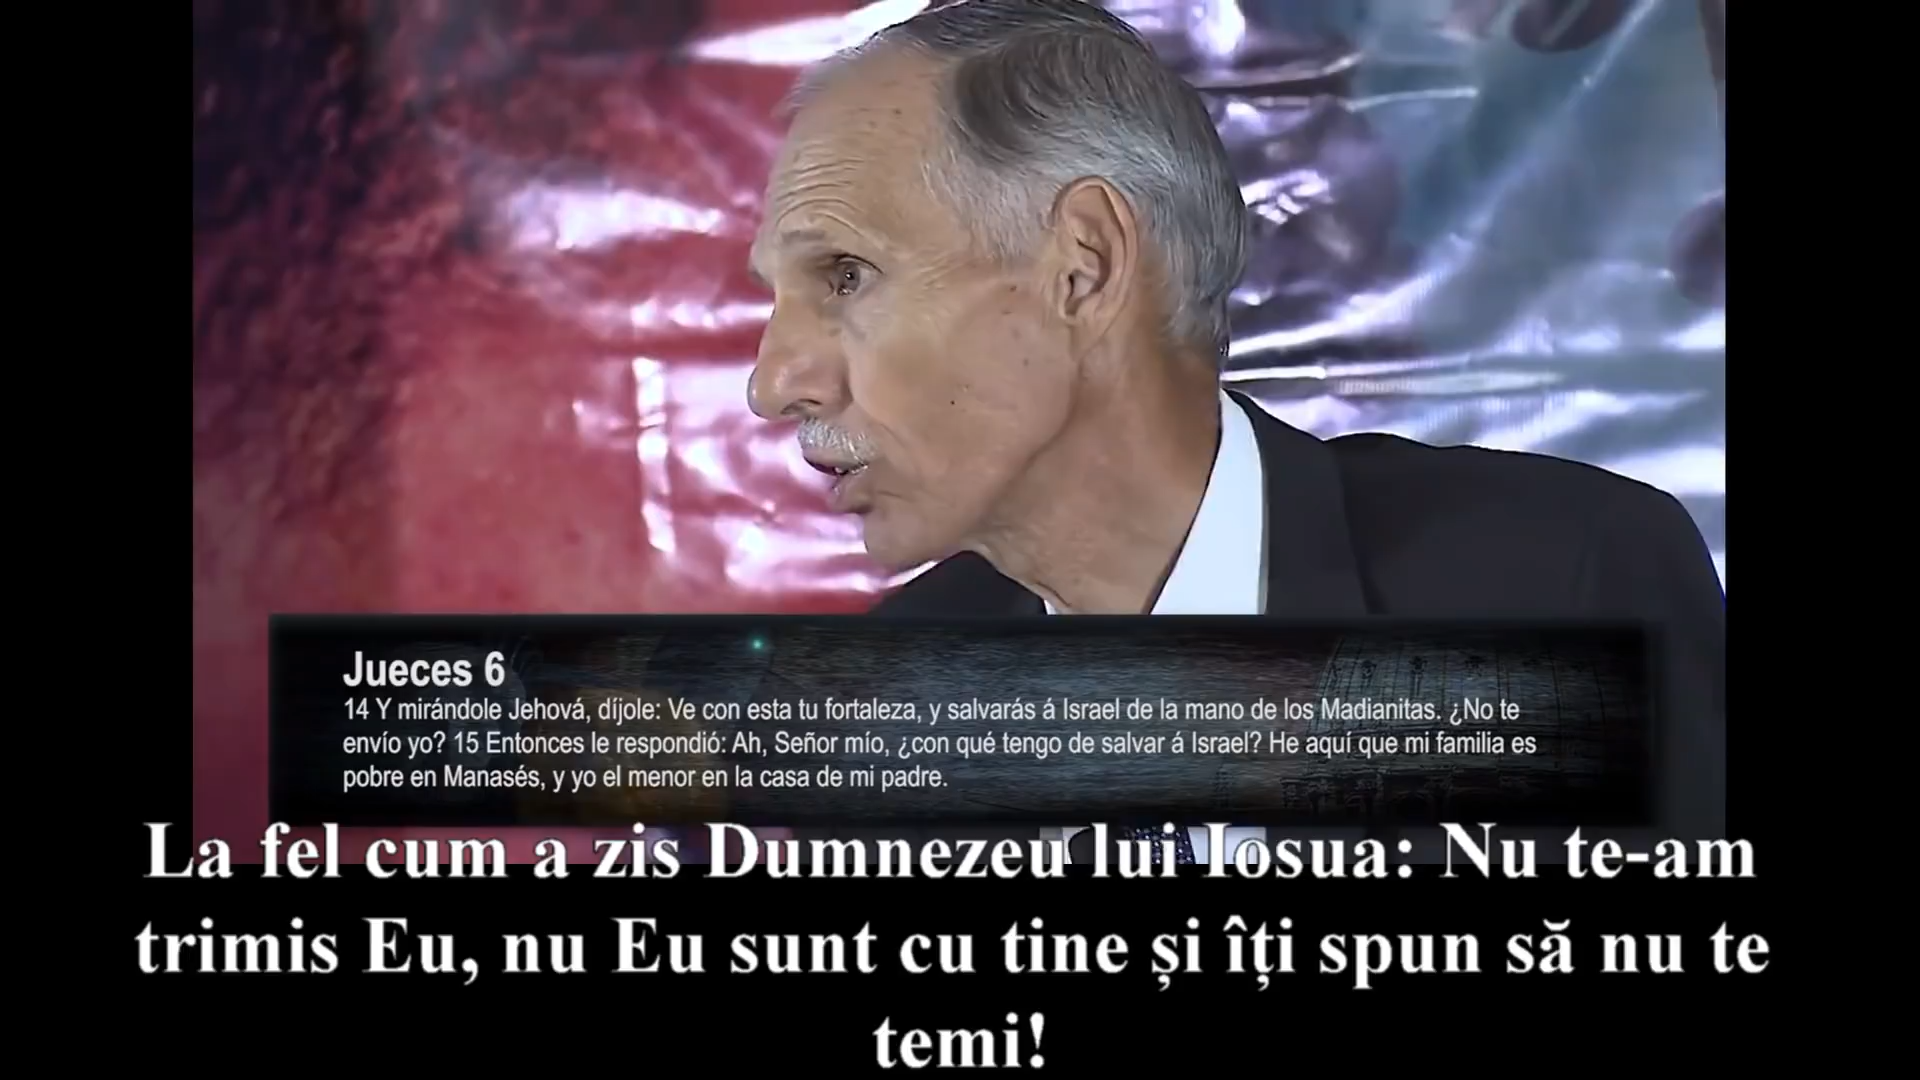 Jueces 6
14 Y mirándole Jehová, díjole: Ve con esta tu fortaleza, y salvarás á Israel de la mano de los Madianitas. ¿No te
envío yo? 15 Entonces le respondió: Ah, Señor mío, ¿con qué tengo de salvar á Israel? He aquí que mi familia es
pobre en Manasés, y yo el menor en la casa de mi padre.
La fel cum a zis Dumnezeu lui Iosua: Nu te-am
trimis Eu, nu Eu sunt cu tine și îți spun să nu te
temi!